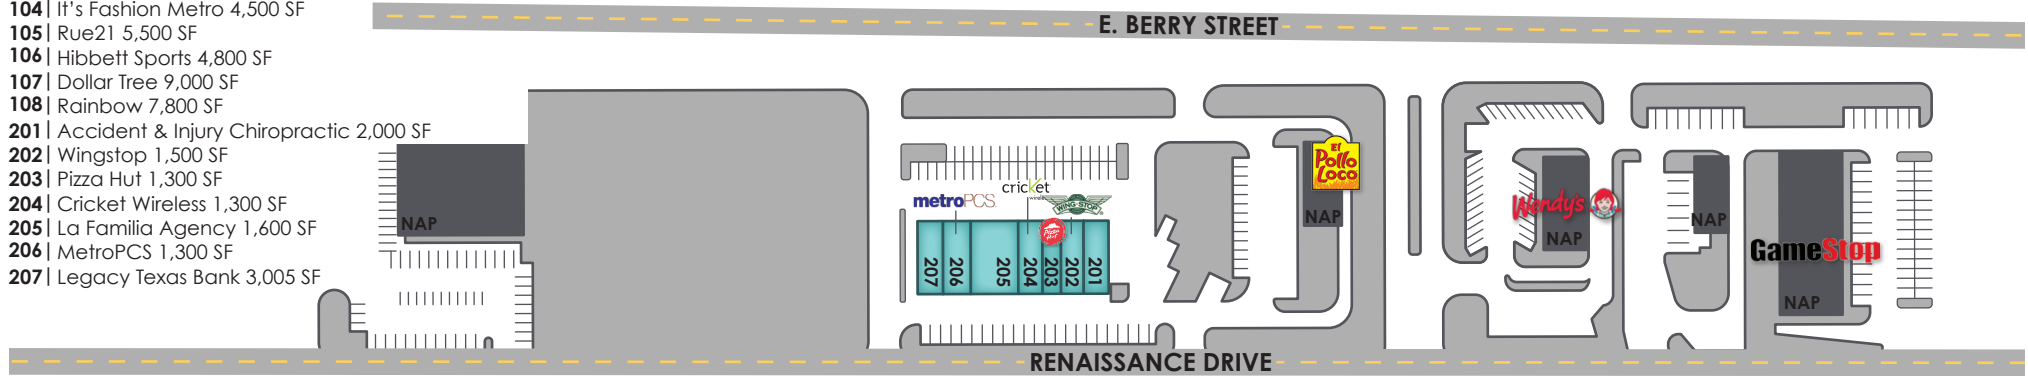 104| It's Fashion Metro 4,500 SF
105| Rue21 5,500 SF
106| Hibbett Sports 4,800 SF
107| Dollar Tree 9,000 SF
108| Rainbow 7,800 SF
201| Accident & Injury Chiropractic 2,000 SF
202| Wingstop 1,500 SF
203| Pizza Hut 1,300 SF
204| Cricket Wireless 1,300 SF
205| La Familia Agency 1,600 SF
206| MetroPCS 1,300 SF
207| Legacy Texas Bank 3,005 SF
E. BERRY STREET
NAP
metroPCS.
cricket
wireless
WING·STOP
Pizza Hut
207
206
205
204
203
202
201
El Pollo Loco
NAP
Wendy's
NAP
NAP
GameStop
NAP
RENAISSANCE DRIVE